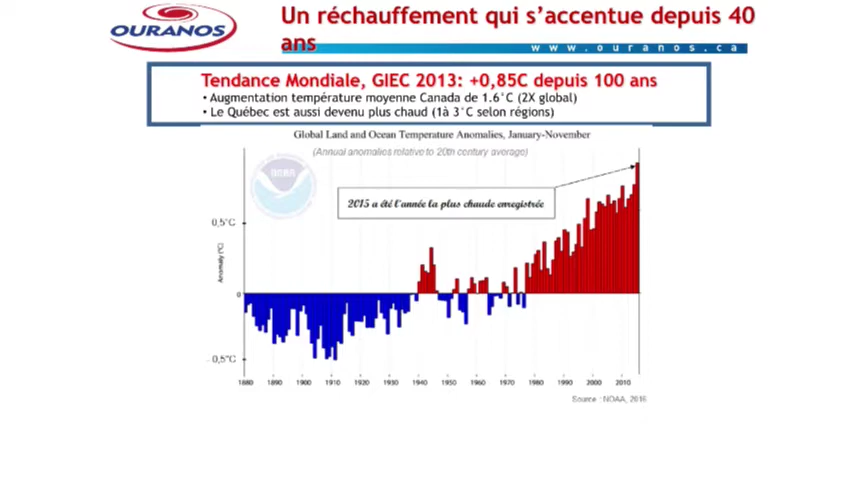 OURANOS
Un réchauffement qui s’accentue depuis 40
ans
www.ouranos.ca
Tendance Mondiale, GIEC 2013: +0,85C depuis 100 ans
• Augmentation température moyenne Canada de 1.6°C (2X global)
• Le Québec est aussi devenu plus chaud (1à 3°C selon régions)
Global Land and Ocean Temperature Anomalies, January-November
(Annual anomalies relative to 20th century average)
2015 a été l'année la plus chaude enregistrée
0,5°C
Anomaly (°C)
0
- 0,5°C
1880 1890 1900 1910 1920 1930 1940 1950 1960 1970 1980 1990 2000 2010
Source : NOAA, 2016